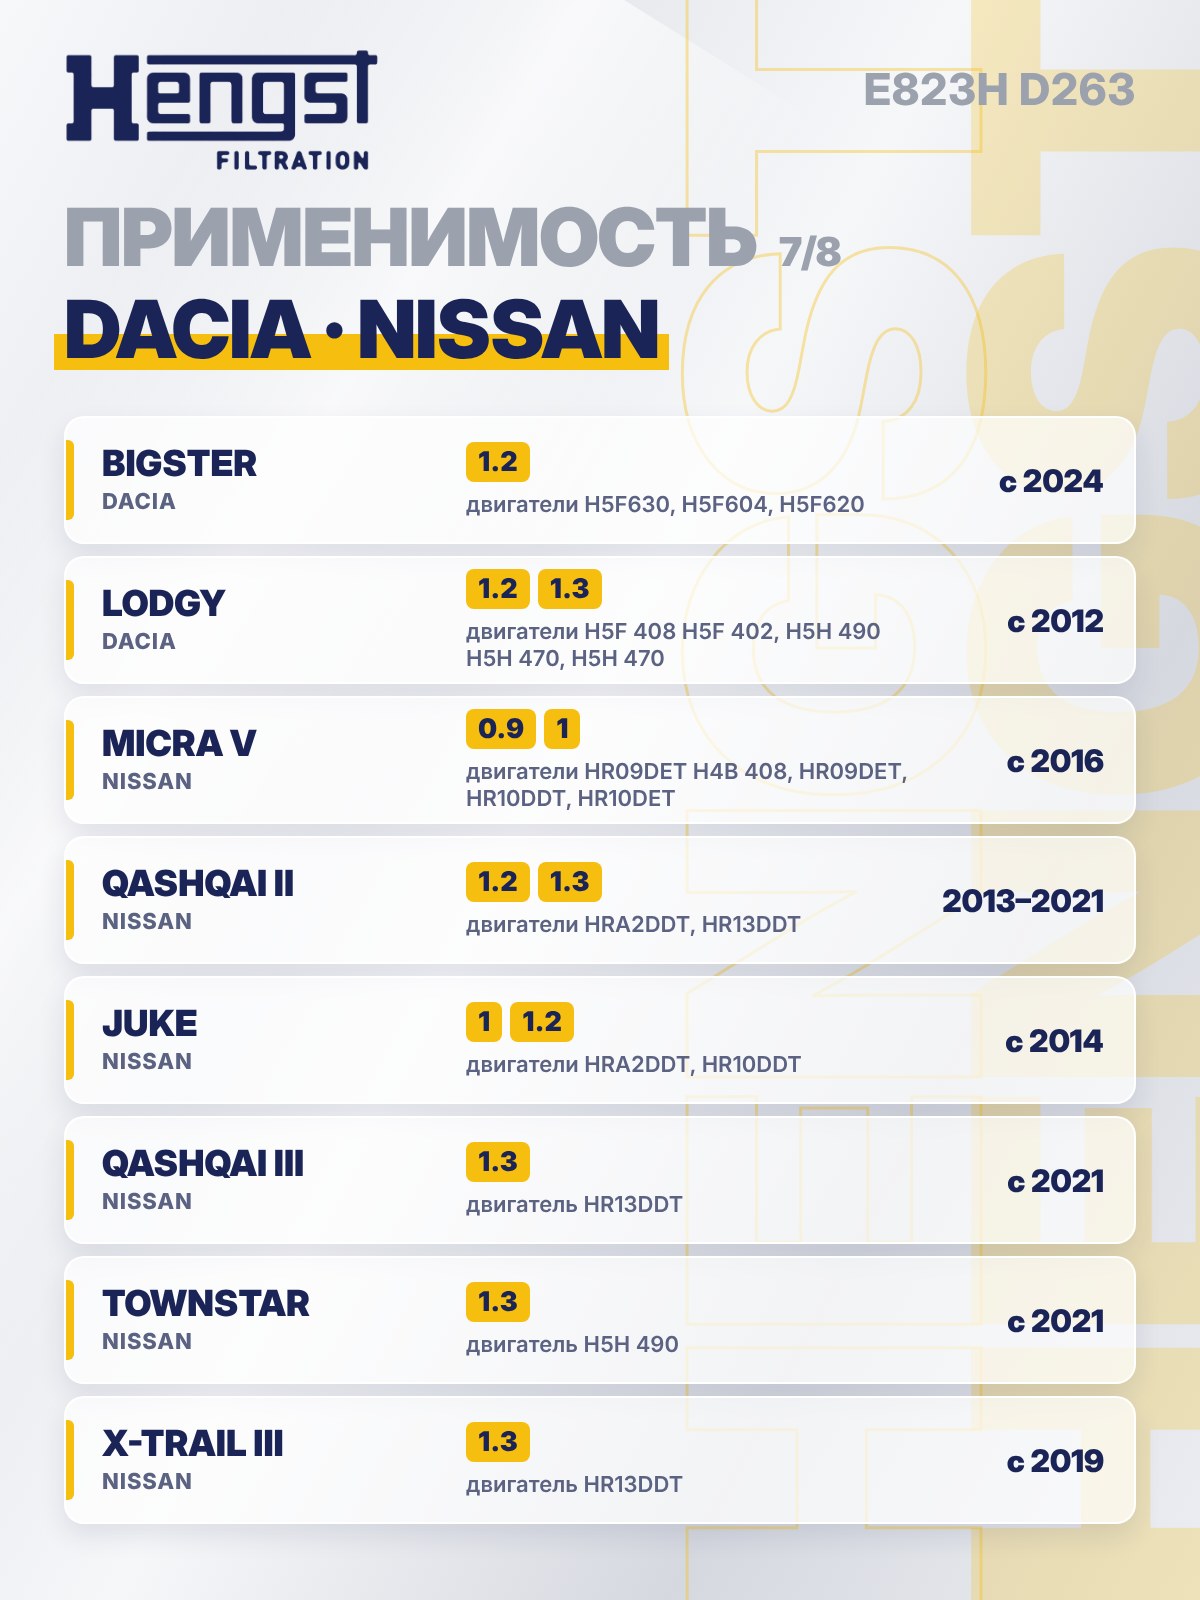 Hengst
FILTRATION
E823H D263
ПРИМЕНИМОСТЬ 7/8
DACIA · NISSAN
BIGSTER
DACIA
1.2
двигатели H5F630, H5F604, H5F620
с 2024
LODGY
DACIA
1.2 1.3
двигатели H5F 408 H5F 402, H5H 490
H5H 470, H5H 470
с 2012
MICRA V
NISSAN
0.9 1
двигатели HR09DET H4B 408, HR09DET,
HR10DDT, HR10DET
с 2016
QASHQAI II
NISSAN
1.2 1.3
двигатели HRA2DDT, HR13DDT
2013–2021
JUKE
NISSAN
1 1.2
двигатели HRA2DDT, HR10DDT
с 2014
QASHQAI III
NISSAN
1.3
двигатель HR13DDT
с 2021
TOWNSTAR
NISSAN
1.3
двигатель H5H 490
с 2021
X-TRAIL III
NISSAN
1.3
двигатель HR13DDT
с 2019
HENGST
HENGST